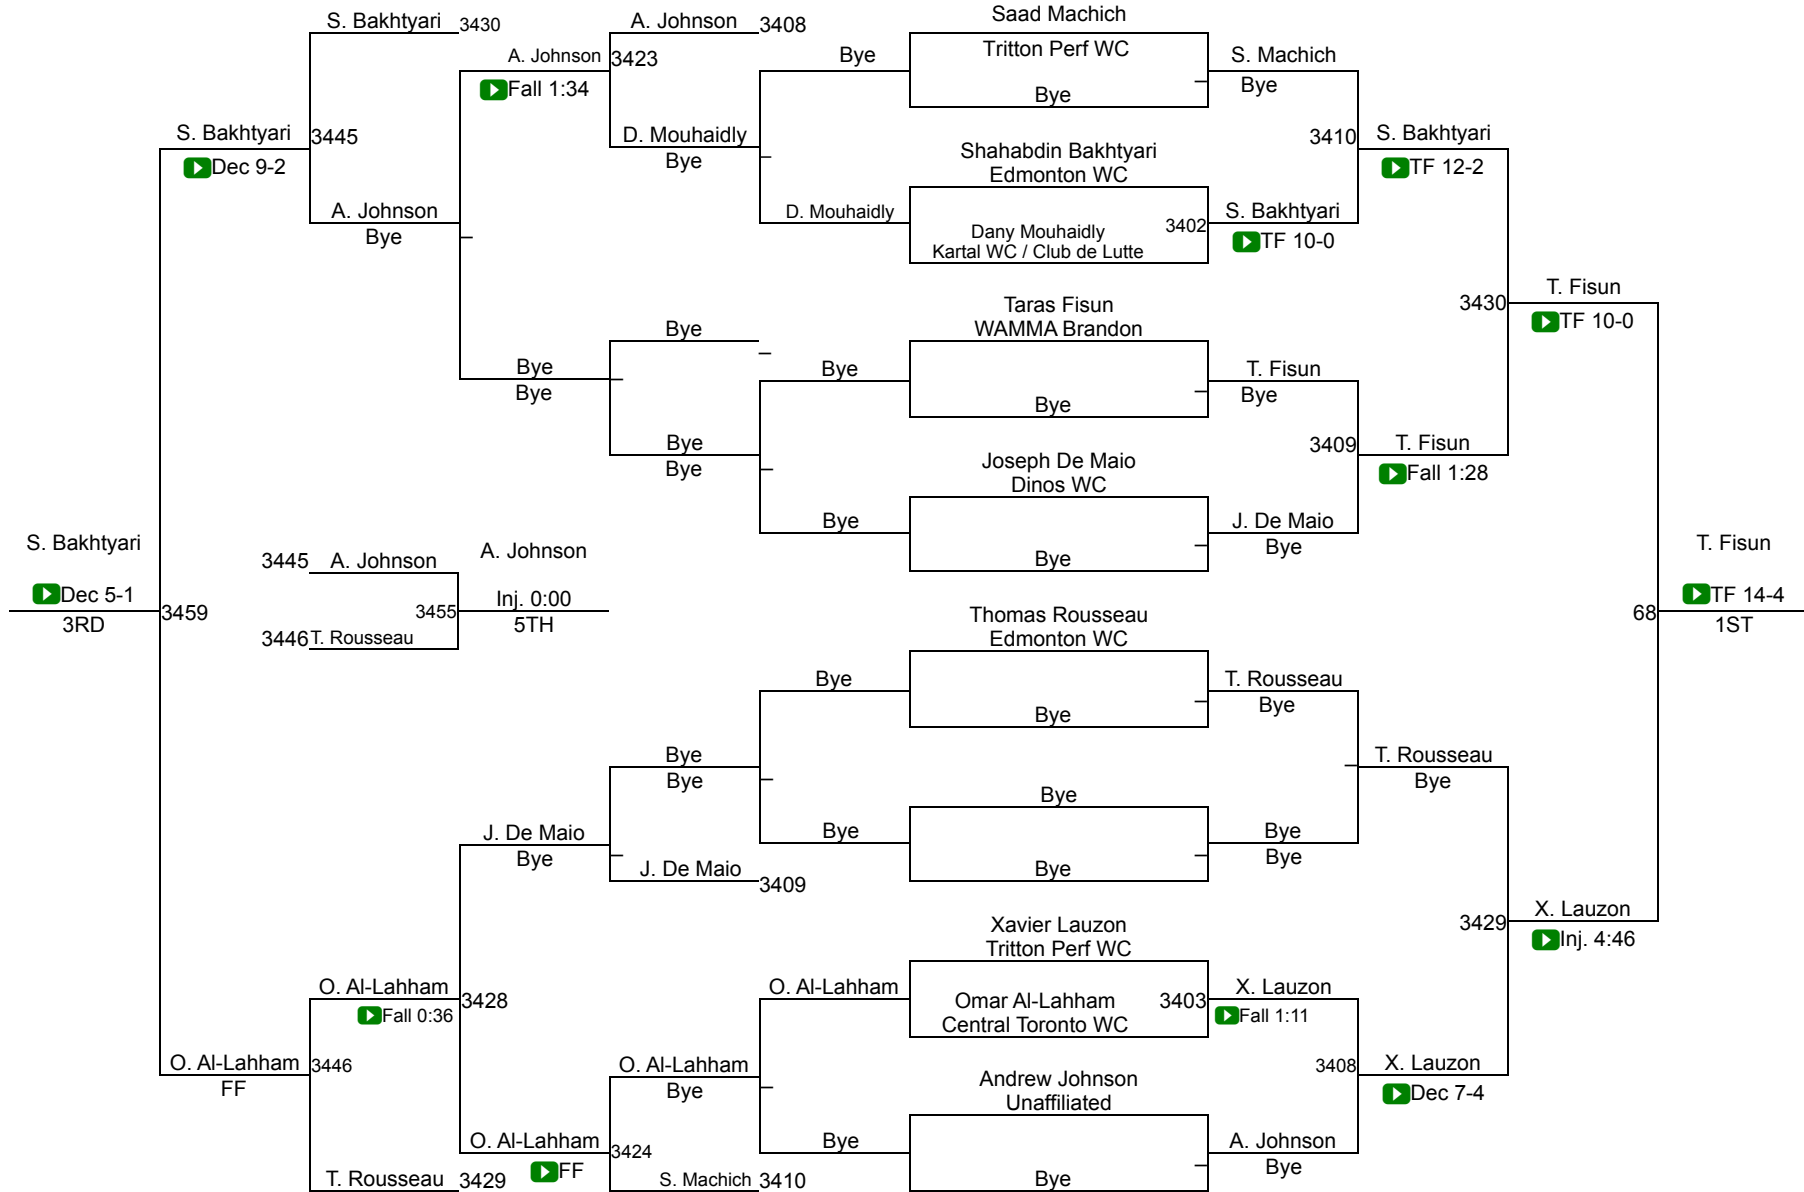 S. Bakhtyari 3430
A. Johnson 3408
Saad Machich
Tritton Perf WC
Bye
A. Johnson 3423
Fall 1:34
Bye
S. Machich
Bye
S. Bakhtyari 3445
Dec 9-2
D. Mouhaidly
Bye
Shahabdin Bakhtyari
Edmonton WC
3410 S. Bakhtyari
TF 12-2
A. Johnson
Bye
D. Mouhaidly
Dany Mouhaidly
Kartal WC / Club de Lutte
3402 S. Bakhtyari
TF 10-0
Taras Fisun
WAMMA Brandon
Bye
3430 T. Fisun
TF 10-0
Bye
Bye
Bye
Bye
T. Fisun
Bye
Bye
Bye
Joseph De Maio
Dinos WC
3409 T. Fisun
Fall 1:28
Bye
Bye
J. De Maio
Bye
S. Bakhtyari
Dec 5-1
3RD
3459
3445 A. Johnson
3446 T. Rousseau
3455
A. Johnson
Inj. 0:00
5TH
T. Fisun
68 TF 14-4
1ST
Thomas Rousseau
Edmonton WC
Bye
Bye
T. Rousseau
Bye
Bye
Bye
T. Rousseau
Bye
Bye
Bye
Bye
Bye
Bye
J. De Maio
Bye
J. De Maio 3409
Xavier Lauzon
Tritton Perf WC
3429 X. Lauzon
Inj. 4:46
O. Al-Lahham 3428
Fall 0:36
O. Al-Lahham
Omar Al-Lahham
Central Toronto WC
3403 X. Lauzon
Fall 1:11
O. Al-Lahham 3446
FF
O. Al-Lahham
Bye
Andrew Johnson
Unaffiliated
3408 X. Lauzon
Dec 7-4
O. Al-Lahham 3424
FF
Bye
Bye
A. Johnson
Bye
T. Rousseau 3429
S. Machich 3410